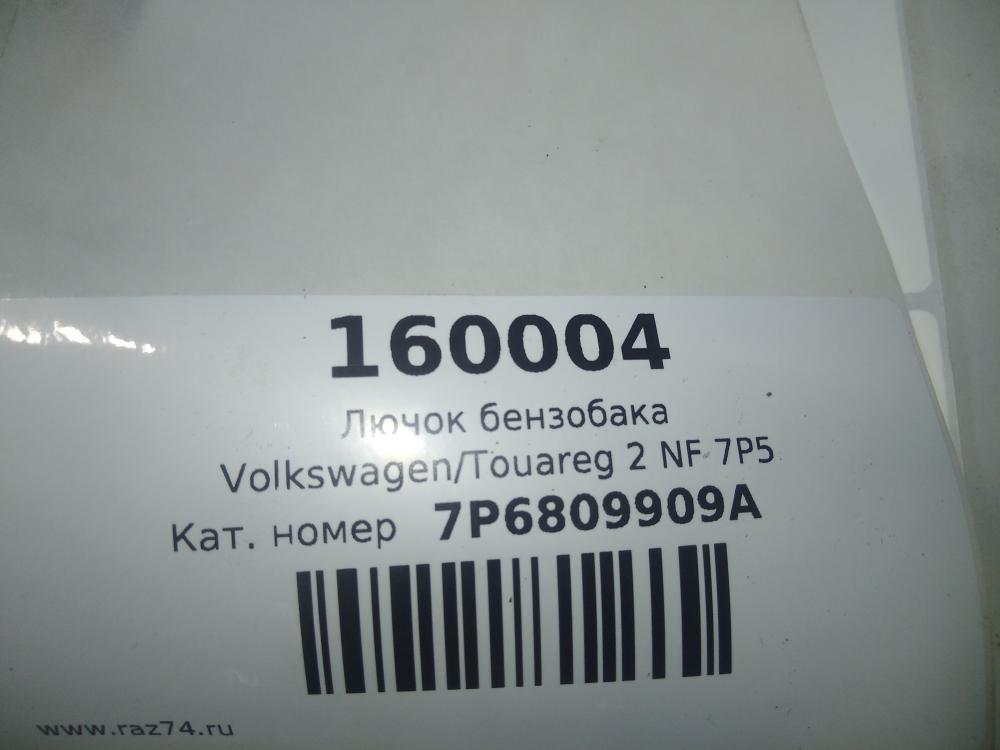 160004
Лючок бензобака
Volkswagen/Touareg 2 NF 7P5
Кат. номер 7P6809909A
www.raz74.ru